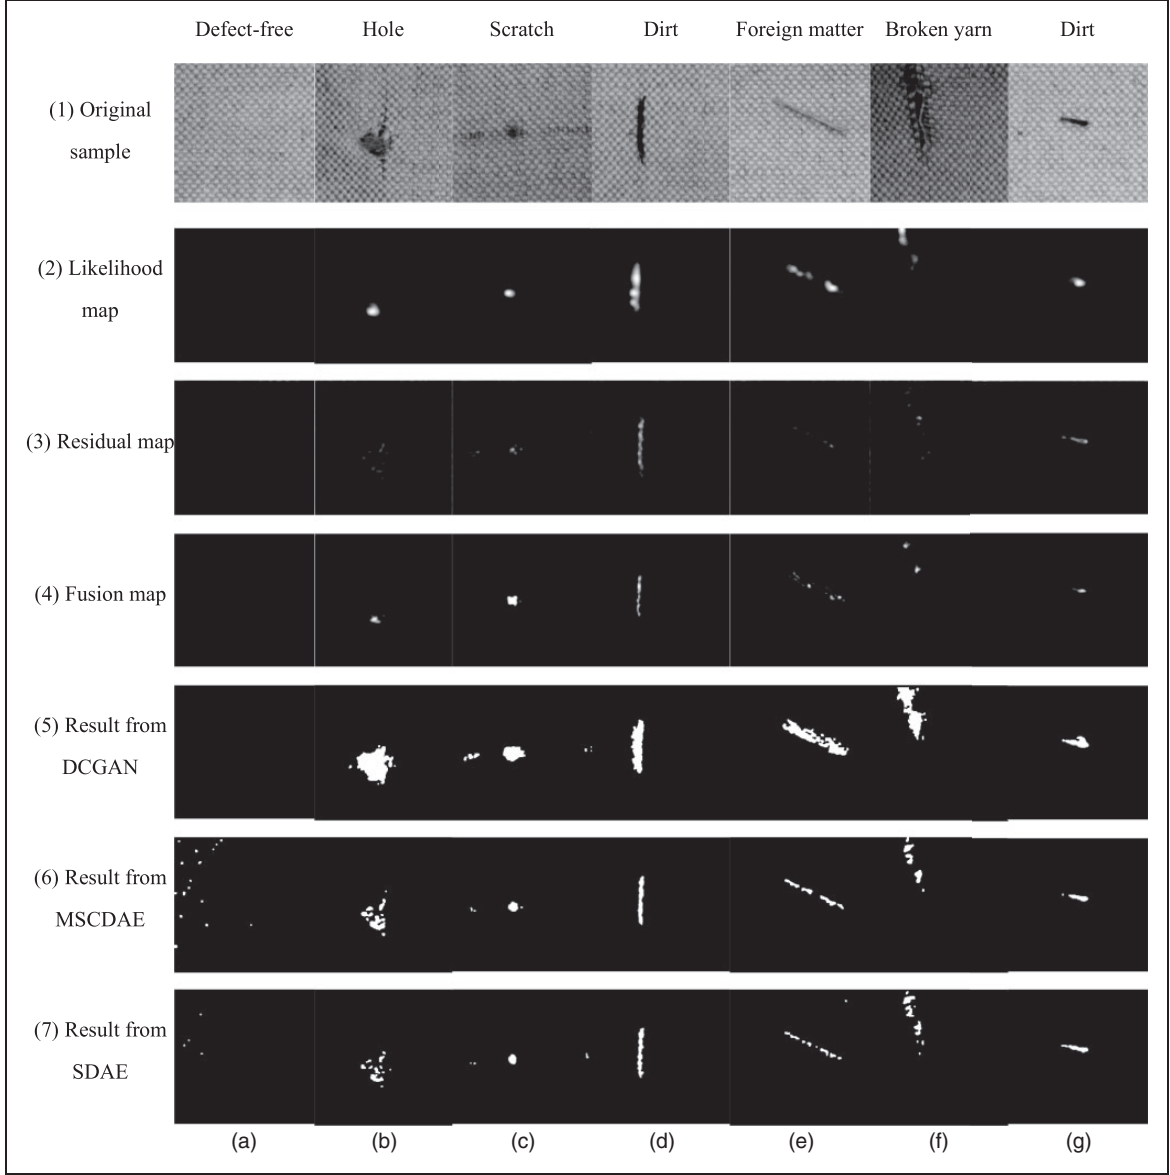 Defect-free Hole Scratch Dirt Foreign matter Broken yarn Dirt
(1) Original
sample
(2) Likelihood
map
(3) Residual map
(4) Fusion map
(5) Result from
DCGAN
(6) Result from
MSCDAE
(7) Result from
SDAE
(a) (b) (c) (d) (e) (f) (g)